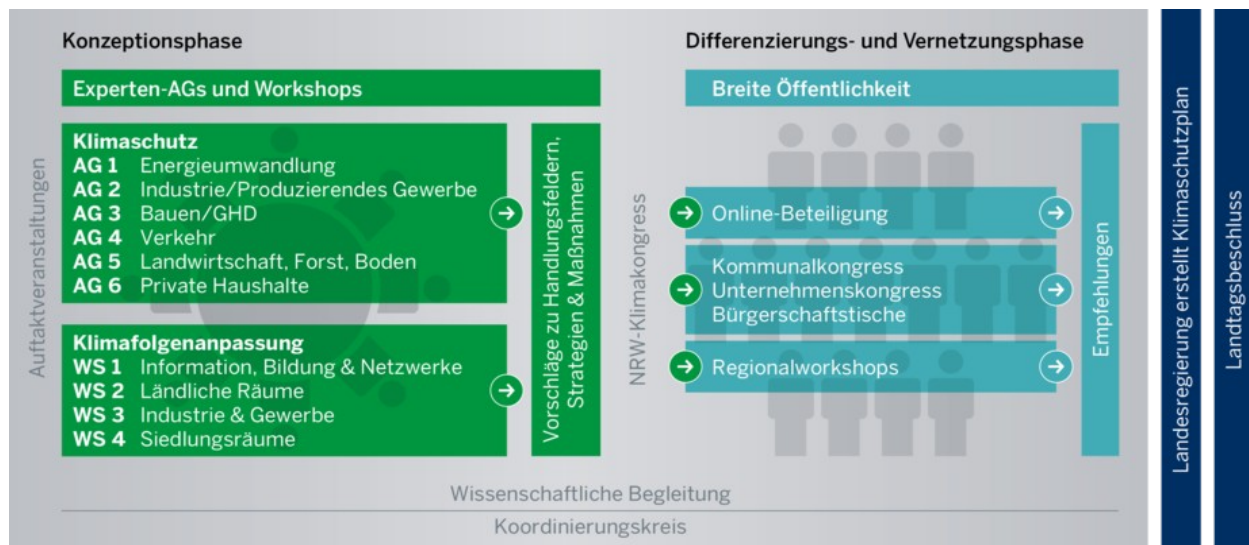 Konzeptionsphase
Experten-AGs und Workshops
Auftaktveranstaltungen
Klimaschutz
AG 1 Energieumwandlung
AG 2 Industrie/Produzierendes Gewerbe
AG 3 Bauen/GHD
AG 4 Verkehr
AG 5 Landwirtschaft, Forst, Boden
AG 6 Private Haushalte
Klimafolgenanpassung
WS 1 Information, Bildung & Netzwerke
WS 2 Ländliche Räume
WS 3 Industrie & Gewerbe
WS 4 Siedlungsräume
Vorschläge zu Handlungsfeldern,
Strategien & Maßnahmen
NRW-Klimakongress
Differenzierungs- und Vernetzungsphase
Breite Öffentlichkeit
Online-Beteiligung
Kommunalkongress
Unternehmenskongress
Bürgerschaftstische
Regionalworkshops
Empfehlungen
Wissenschaftliche Begleitung
Koordinierungskreis
Landesregierung erstellt Klimaschutzplan
Landtagsbeschluss